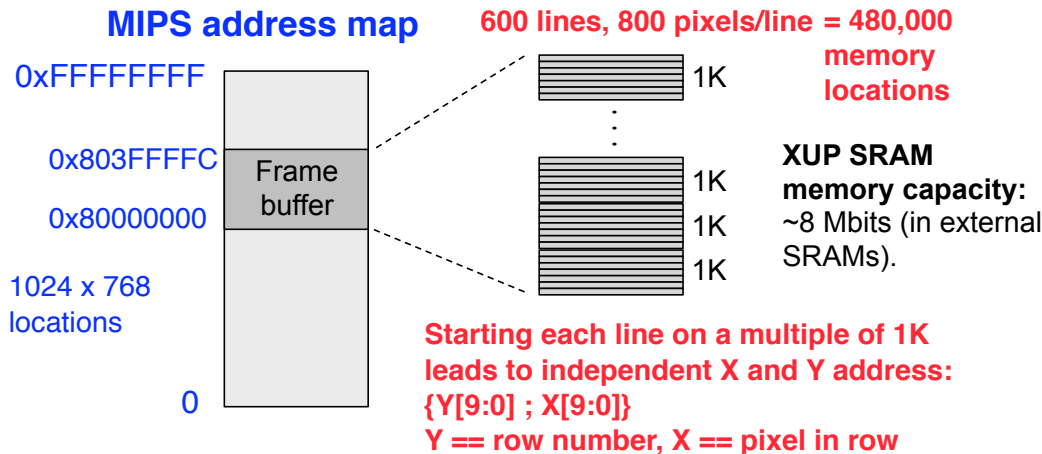 MIPS address map
600 lines, 800 pixels/line = 480,000
memory
locations
0xFFFFFFFF
0x803FFFFC
0x80000000
Frame
buffer
1024 x 768
locations
0
1K
1K
1K
1K
XUP SRAM
memory capacity:
~8 Mbits (in external
SRAMs).
Starting each line on a multiple of 1K
leads to independent X and Y address:
{Y[9:0] ; X[9:0]}
Y == row number, X == pixel in row